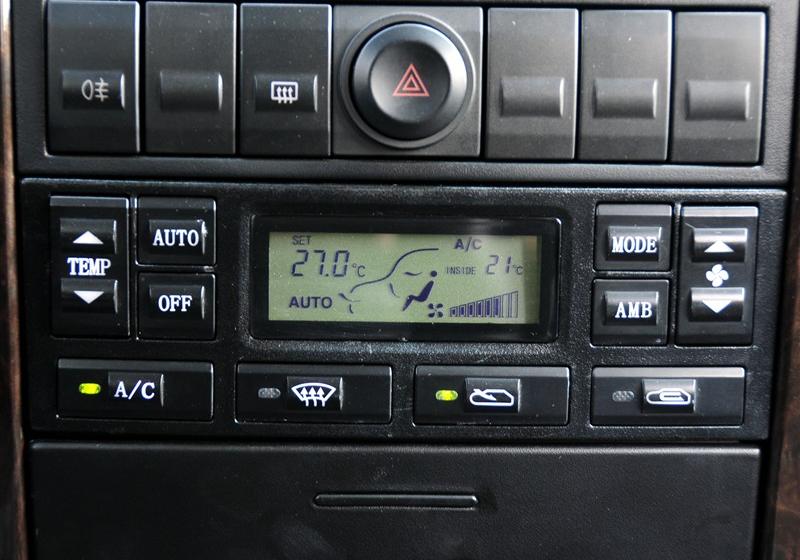 SET
27.0°C
A/C
INSIDE 21°C
AUTO
TEMP
AUTO
OFF
MODE
AMB
A/C